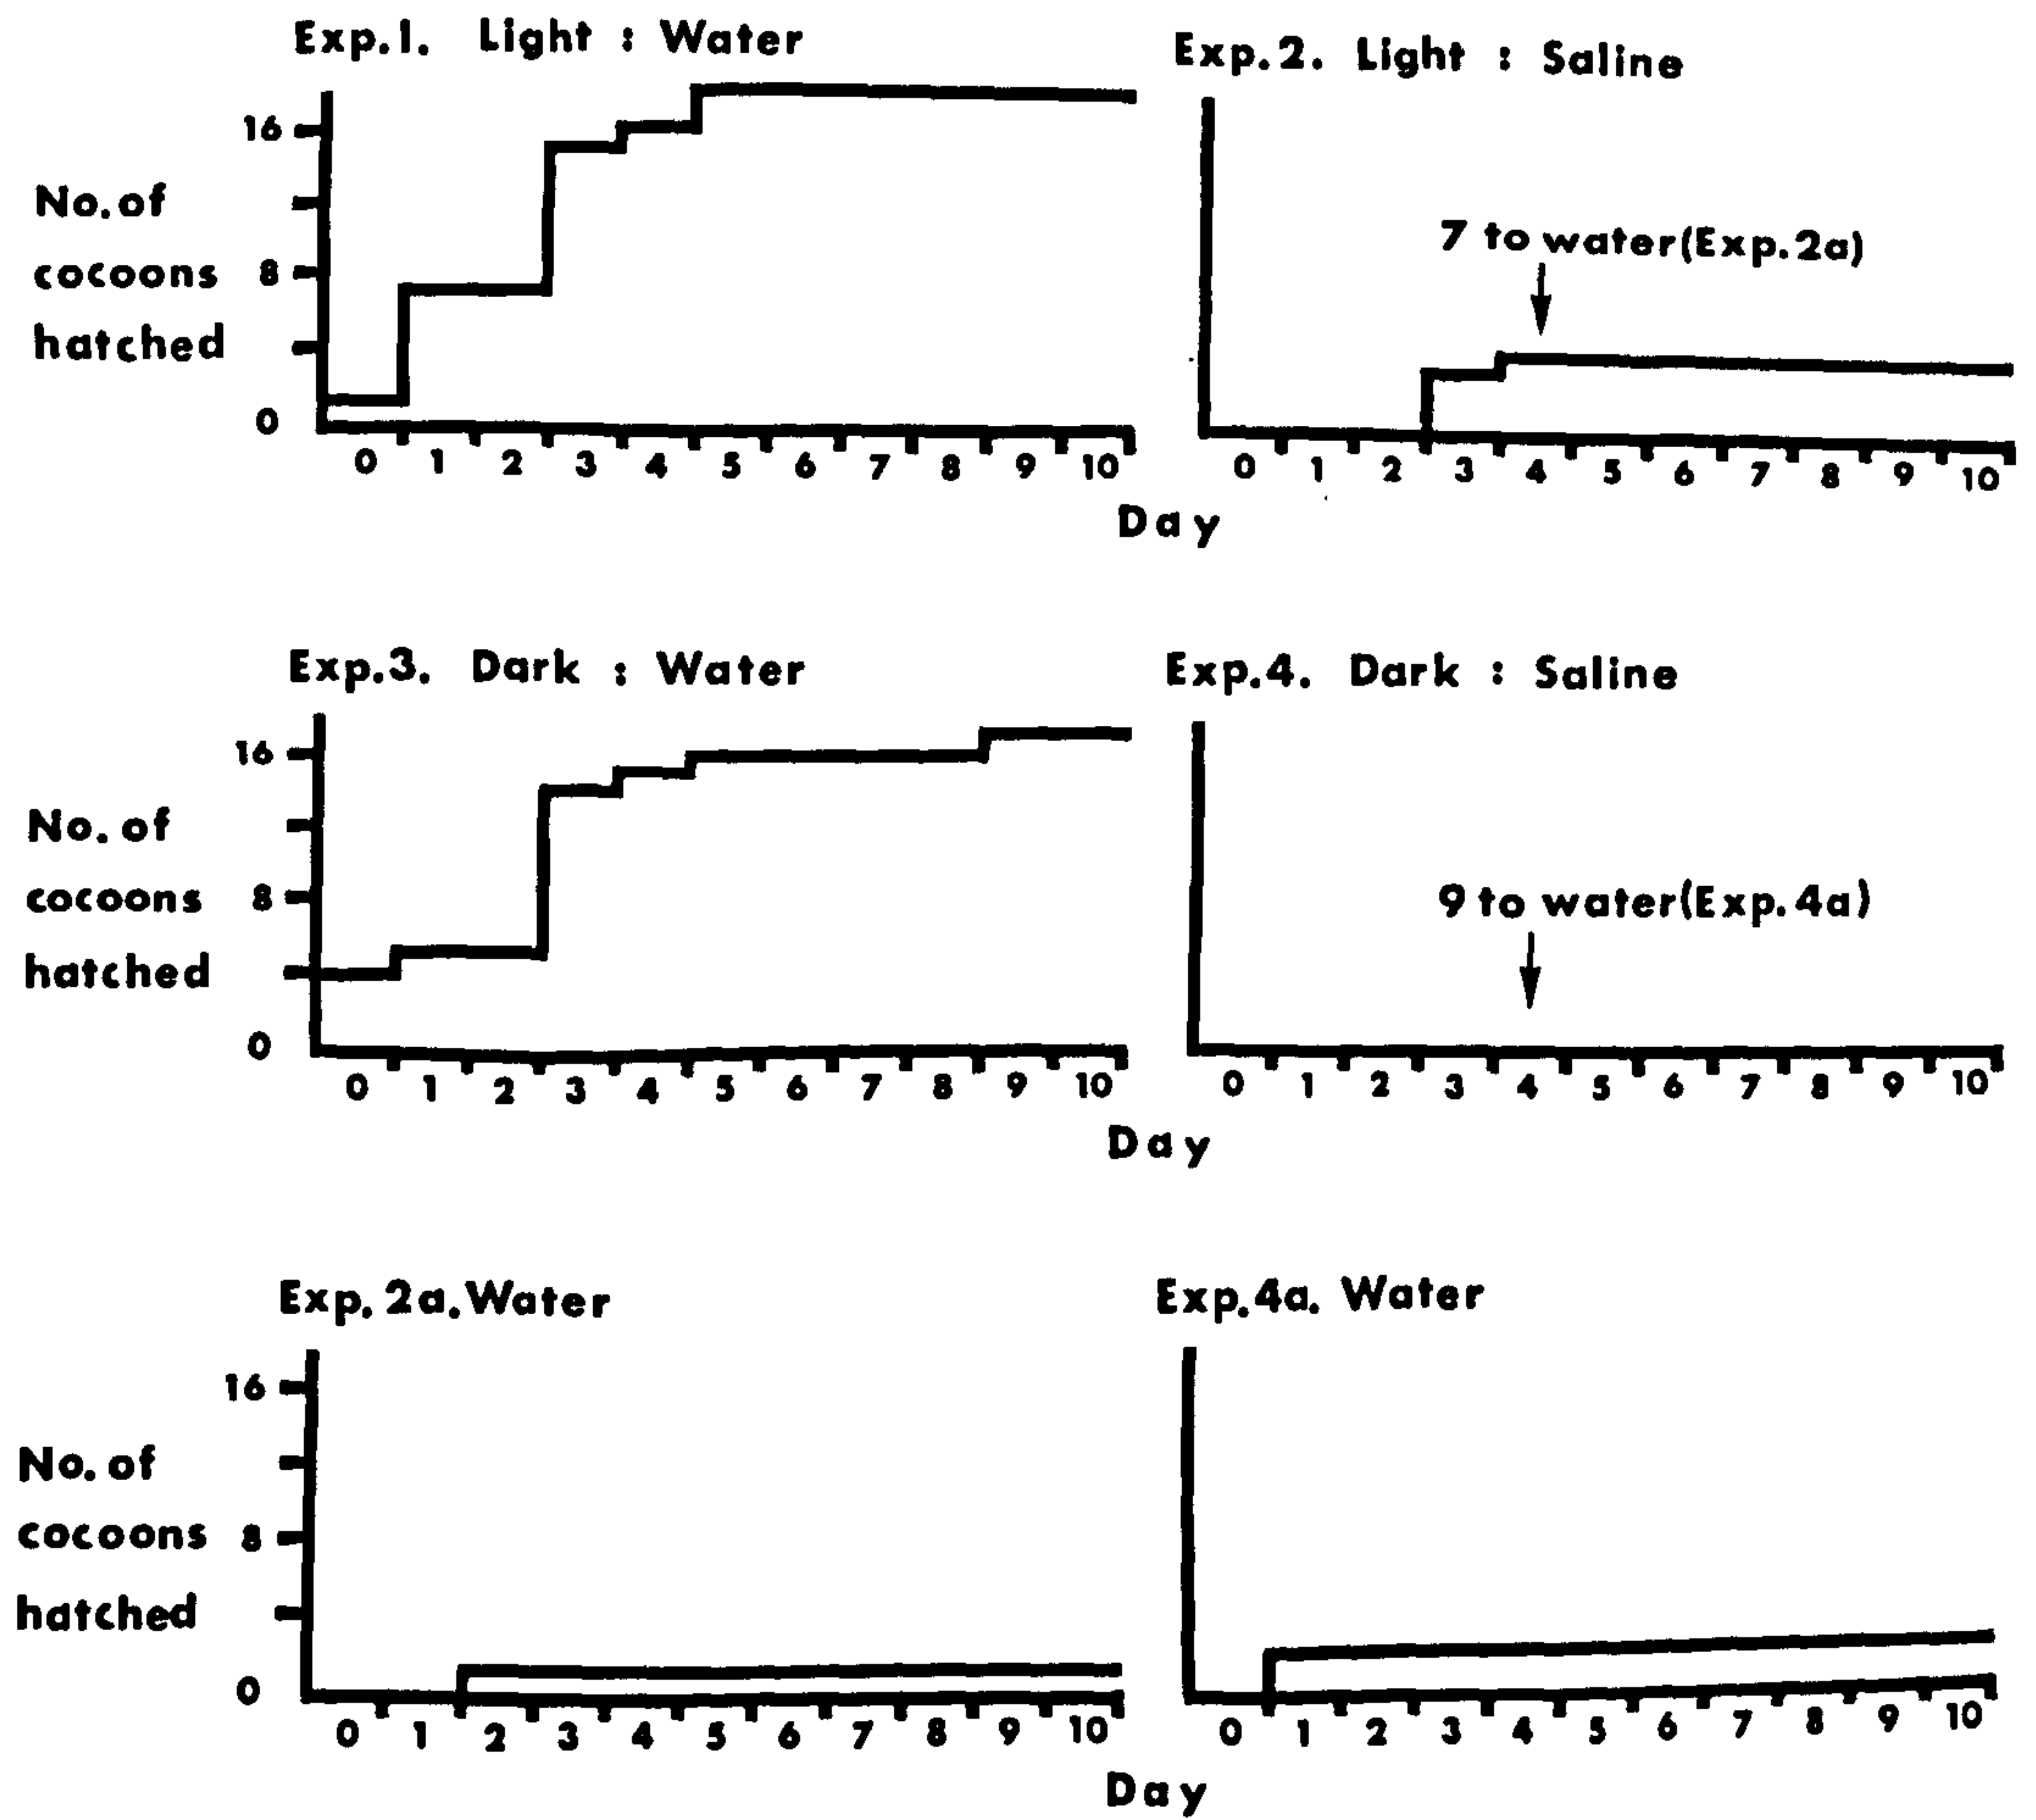 Exp.1. Light : Water
Exp.2. Light : Saline
16
No. of
cocoons 8
hatched
0
7 to water(Exp.2a)
0 1 2 3 4 5 6 7 8 9 10
0 1 2 3 4 5 6 7 8 9 10
Day
Exp.3. Dark : Water
Exp.4. Dark : Saline
16
No. of
cocoons 8
hatched
0
9 to water(Exp.4a)
0 1 2 3 4 5 6 7 8 9 10
0 1 2 3 4 5 6 7 8 9 10
Day
Exp. 2a. Water
Exp.4a. Water
16
No. of
cocoons 8
hatched
0
0 1 2 3 4 5 6 7 8 9 10
0 1 2 3 4 5 6 7 8 9 10
Day